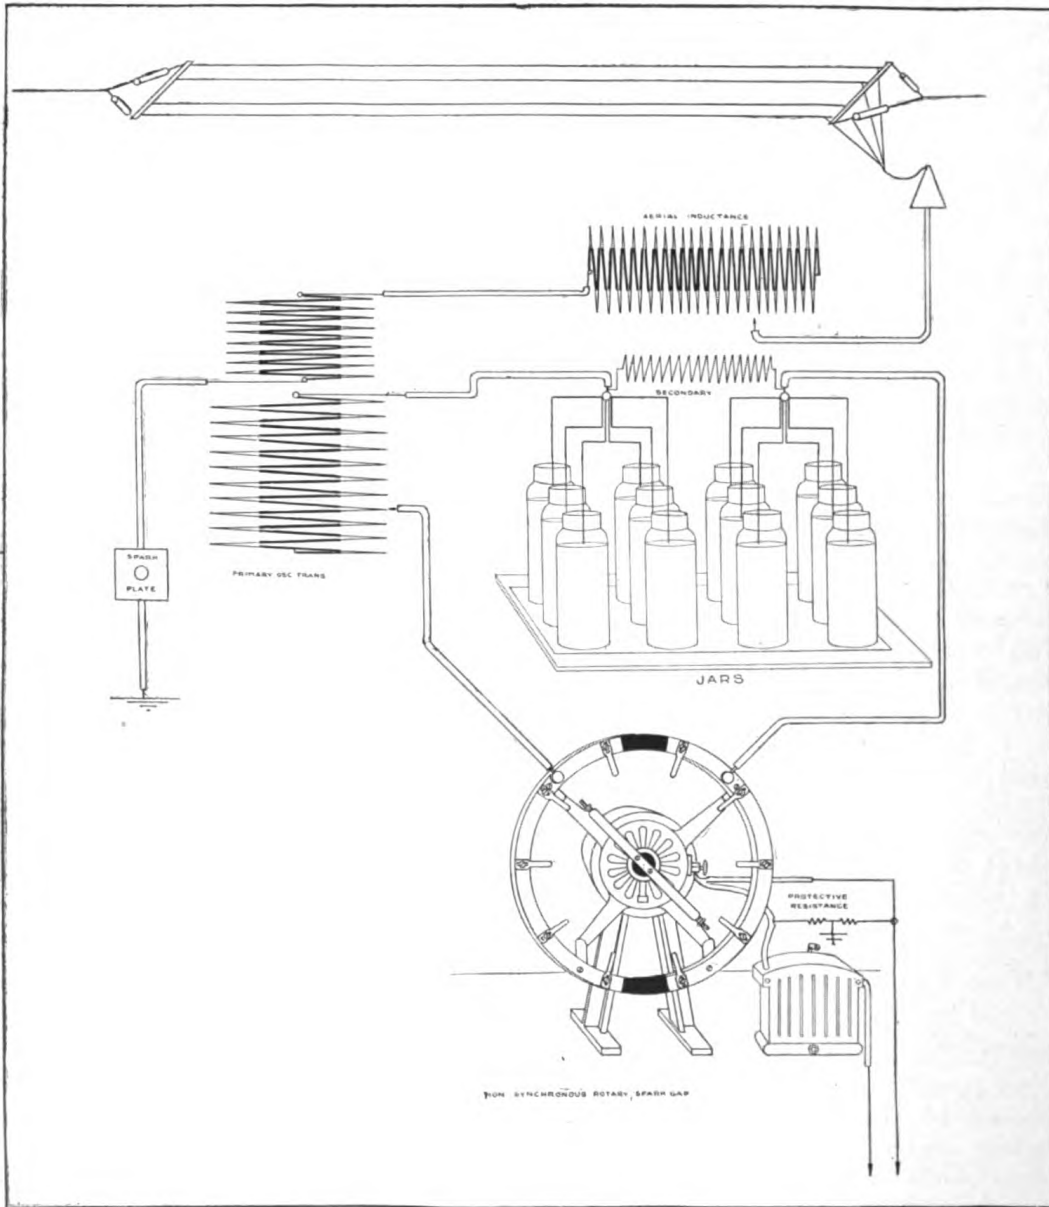 AERIAL INDUCTANCE
SECONDARY
SPARK
PLATE
PRIMARY OSC TRANS
JARS
PROTECTIVE
RESISTANCE
NON SYNCHRONOUS ROTARY, SPARK GAP